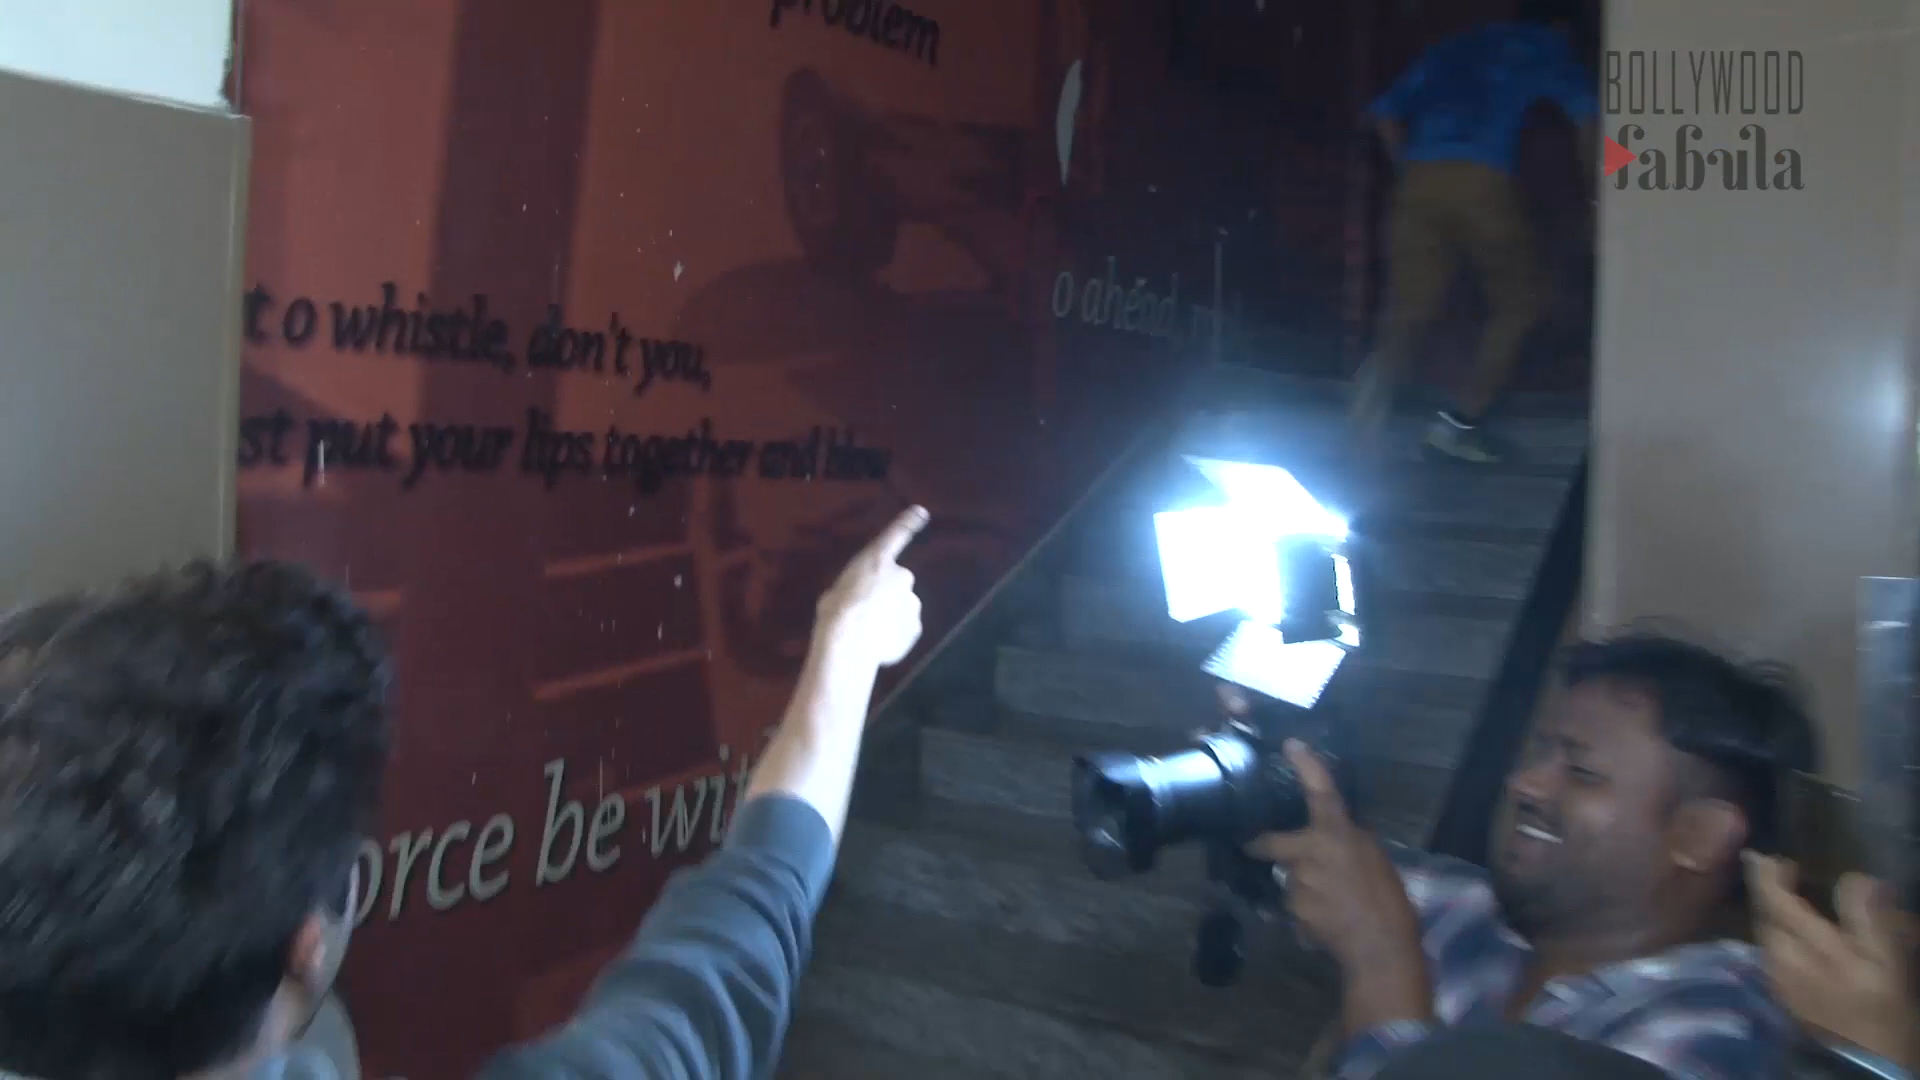 problem
BOLLYWOOD
fabula
t o whistle, don't you,
st put your lips together and blow
o ahead,
orce be wit